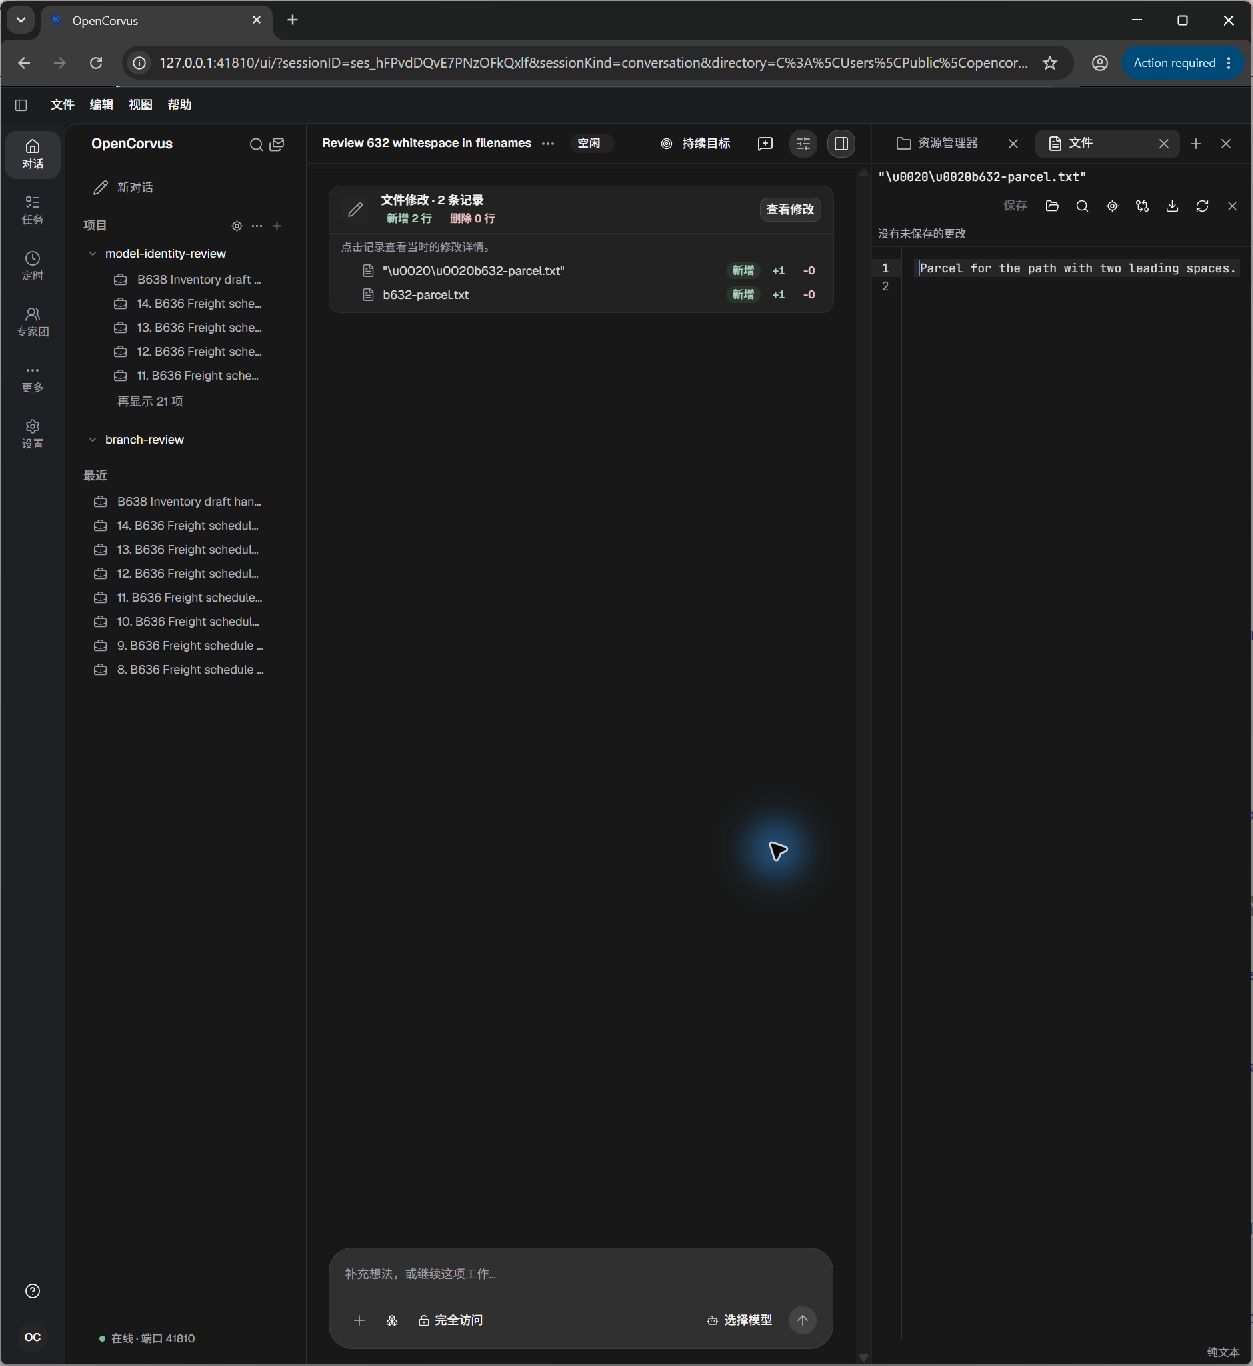 OpenCorvus
127.0.0.1:41810/ui/?sessionID=ses_hFPvdDQvE7PNzOFkQxlf&sessionKind=conversation&directory=C%3A%5CUsers%5CPublic%5Copencor...
Action required
文件 编辑 视图 帮助
对话
任务
定时
专家团
更多
设置
OC
OpenCorvus
新对话
项目
model-identity-review
B638 Inventory draft ...
14. B636 Freight sche...
13. B636 Freight sche...
12. B636 Freight sche...
11. B636 Freight sche...
再显示 21 项
branch-review
最近
B638 Inventory draft han...
14. B636 Freight schedul...
13. B636 Freight schedul...
12. B636 Freight schedul...
11. B636 Freight schedule...
10. B636 Freight schedul...
9. B636 Freight schedule ...
8. B636 Freight schedule ...
在线 · 端口 41810
Review 632 whitespace in filenames ... 空闲 持续目标
文件修改 · 2 条记录
新增 2 行 删除 0 行
查看修改
点击记录查看当时的修改详情。
"\u0020\u0020b632-parcel.txt" 新增 +1 -0
b632-parcel.txt 新增 +1 -0
补充想法，或继续这项工作...
完全访问 选择模型
资源管理器 文件
"\u0020\u0020b632-parcel.txt"
保存
没有未保存的更改
1 Parcel for the path with two leading spaces.
2
纯文本